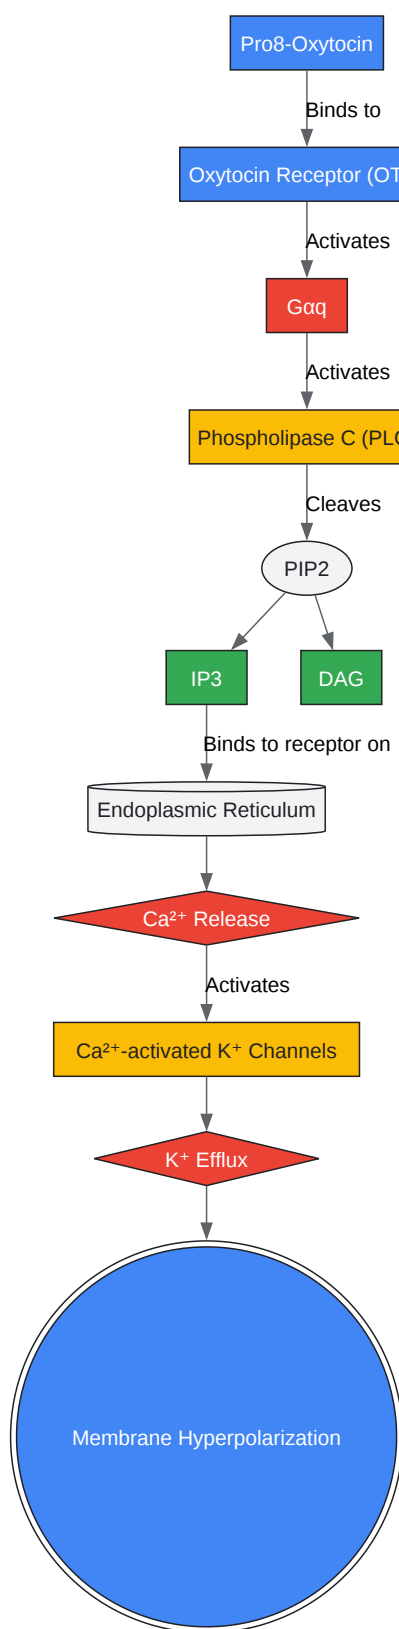 Pro8-Oxytocin
Binds to
Oxytocin Receptor (OT
Activates
Gαq
Activates
Phospholipase C (PLC
Cleaves
PIP2
IP3
DAG
Binds to receptor on
Endoplasmic Reticulum
Ca²⁺ Release
Activates
Ca²⁺-activated K⁺ Channels
K⁺ Efflux
Membrane Hyperpolarization